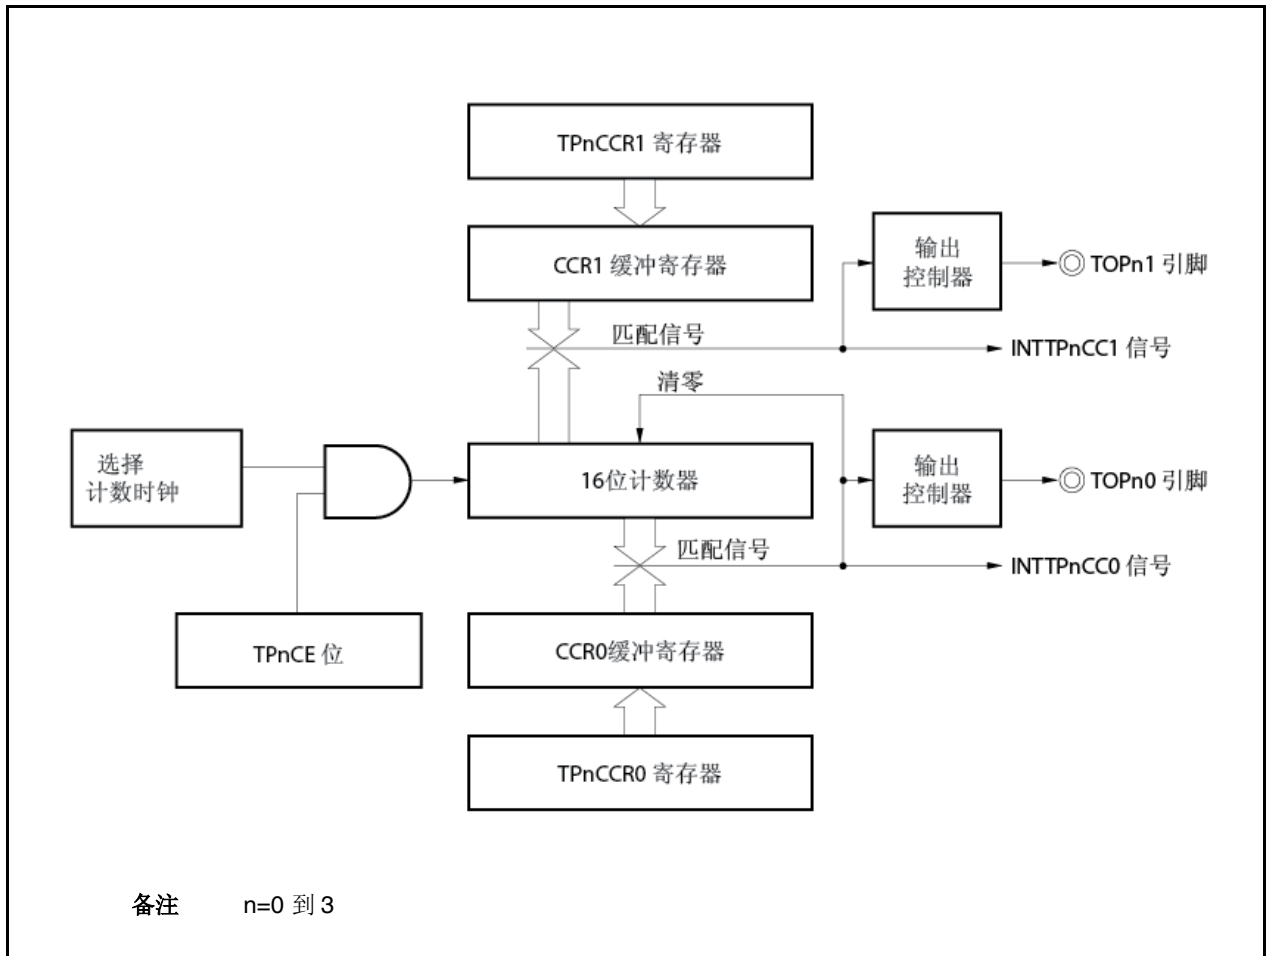 TPnCCR1 寄存器
CCR1 缓冲寄存器
输出
控制器
TOPn1 引脚
匹配信号
INTTPnCC1 信号
清零
选择
计数时钟
16位计数器
输出
控制器
TOPn0 引脚
匹配信号
INTTPnCC0 信号
TPnCE 位
CCR0缓冲寄存器
TPnCCR0 寄存器
备注 n=0 到 3